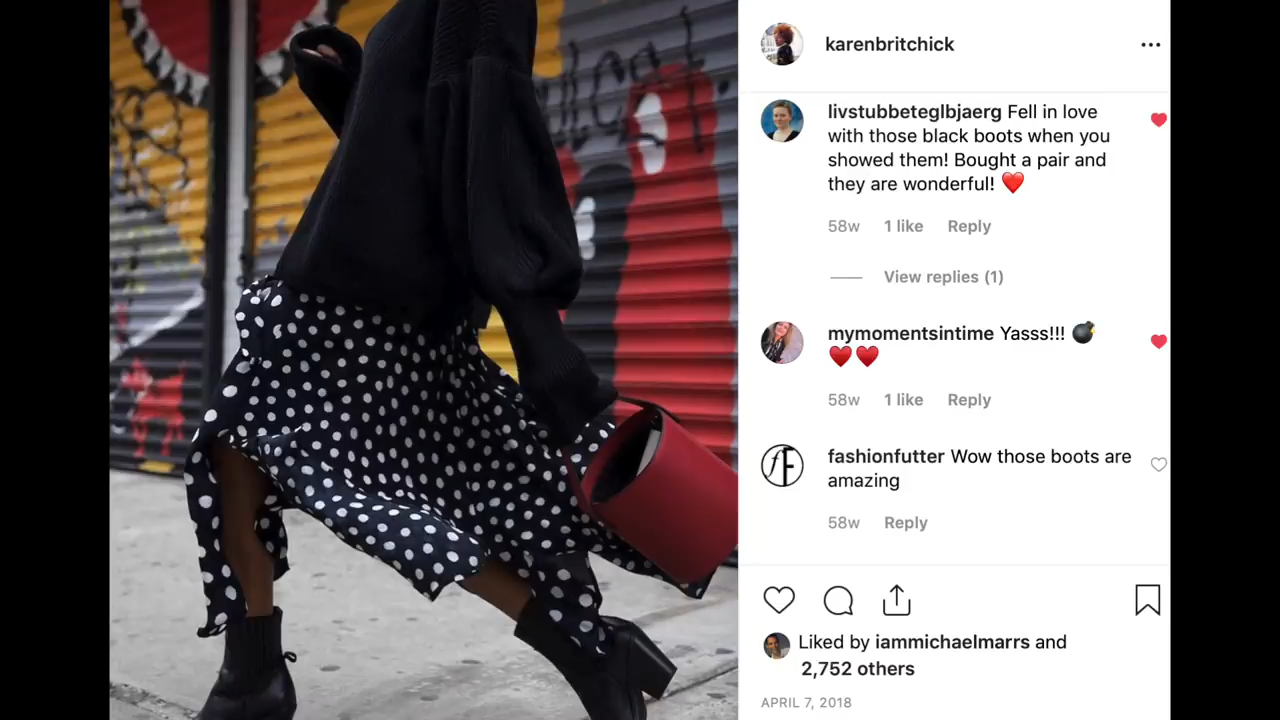 karenbritchick
livstubbeteglbjaerg Fell in love
with those black boots when you
showed them! Bought a pair and
they are wonderful! ❤️
58w 1 like Reply
View replies (1)
mymomentsintime Yasss!!! 💣
♥️♥️
58w 1 like Reply
fF
fashionfutter Wow those boots are
amazing
58w Reply
Liked by iammichaelmarrs and
2,752 others
APRIL 7, 2018